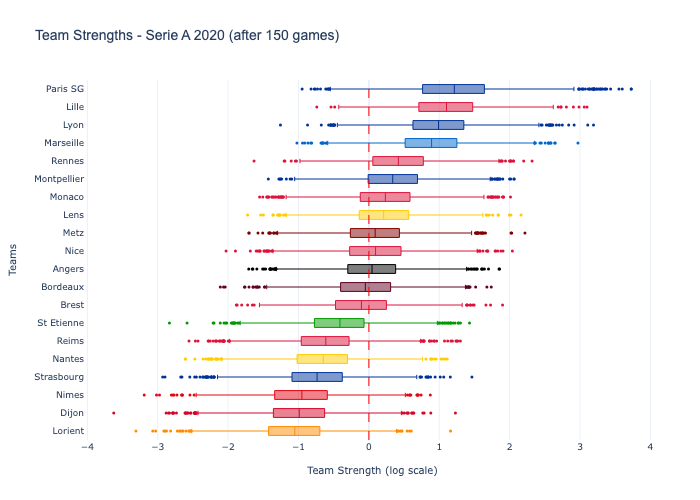 Team Strengths - Serie A 2020 (after 150 games)
Paris SG
Lille
Lyon
Marseille
Rennes
Montpellier
Monaco
Lens
Metz
Nice
Angers
Bordeaux
Brest
St Etienne
Reims
Nantes
Strasbourg
Nimes
Dijon
Lorient
Teams
−4 −3 −2 −1 0 1 2 3 4
Team Strength (log scale)